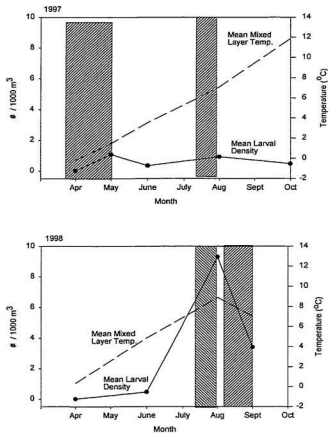 1997
10
8
6
4
2
0
# / 1000 m³
14
12
10
8
6
4
2
0
-2
Temperature (°C)
Mean Mixed
Layer Temp.
Mean Larval
Density
Apr May June July Aug Sept Oct
Month
1998
10
8
6
4
2
0
# / 1000 m³
14
12
10
8
6
4
2
0
-2
Temperature (°C)
Mean Mixed
Layer Temp.
Mean Larval
Density
Apr May June July Aug Sept Oct
Month